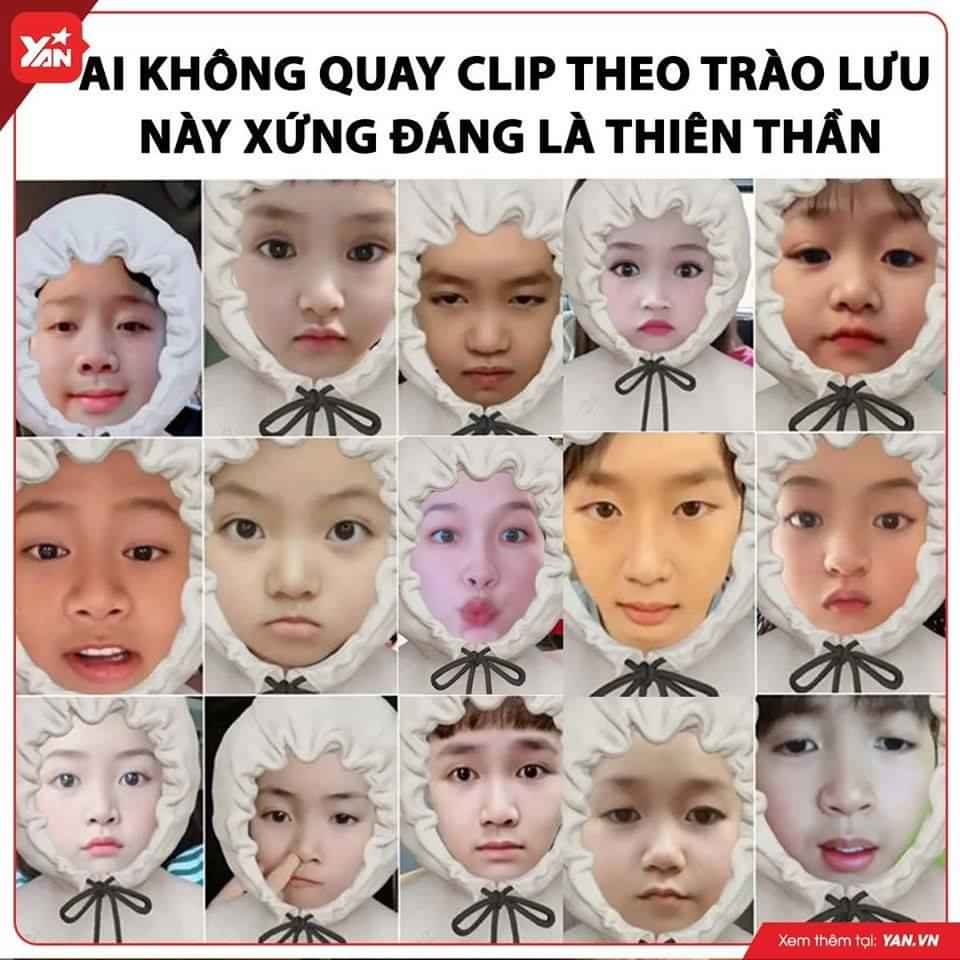 YAN
AI KHÔNG QUAY CLIP THEO TRÀO LƯU
NÀY XỨNG ĐÁNG LÀ THIÊN THẦN
Xem thêm tại: YAN.VN